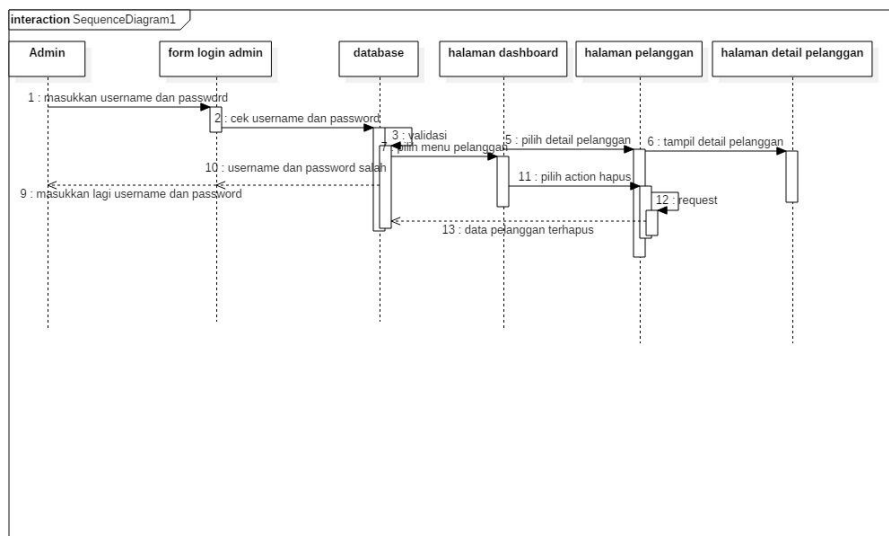 interaction SequenceDiagram1
Admin
form login admin
database
halaman dashboard
halaman pelanggan
halaman detail pelanggan
1 : masukkan username dan password
2 : cek username dan password
3 : validasi
5 : pilih detail pelanggan
6 : tampil detail pelanggan
7 : pilih menu pelanggan
10 : username dan password salah
11 : pilih action hapus
9 : masukkan lagi username dan password
12 : request
13 : data pelanggan terhapus